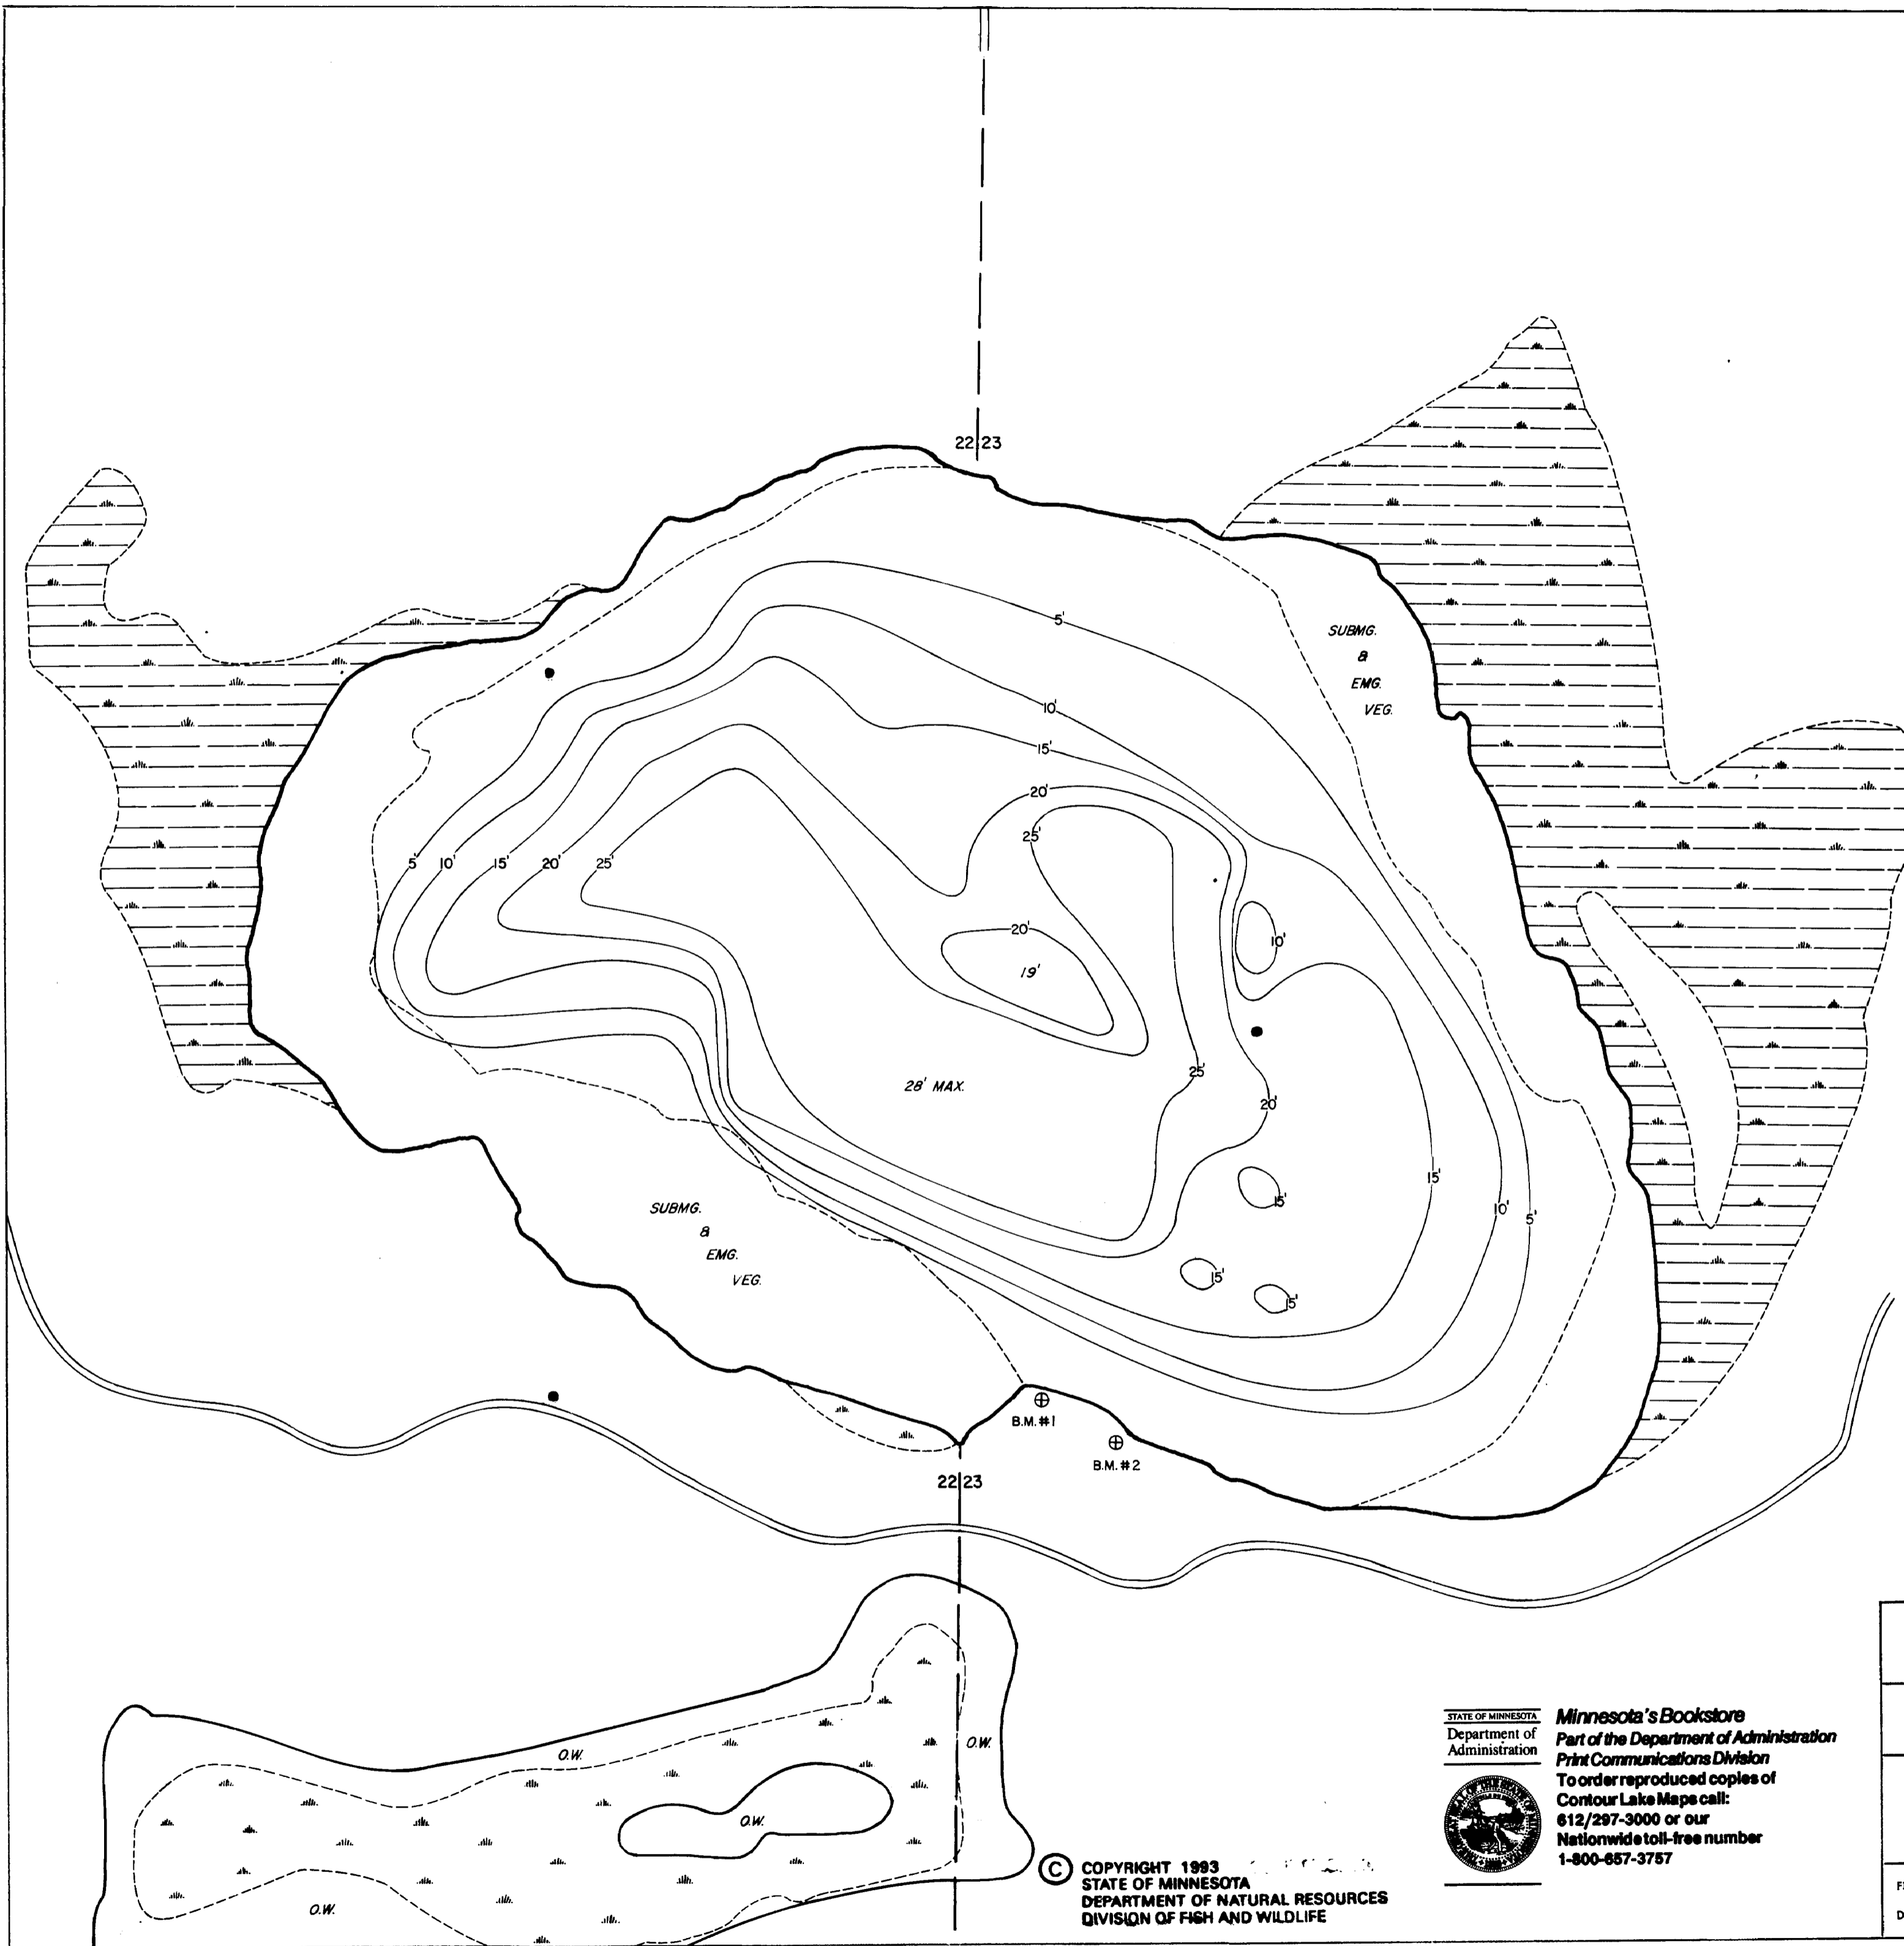 22 23
SUBMG.
&
EMG.
VEG.
5'
10'
15'
20'
25'
5'
10'
15'
20'
25'
20'
19'
10'
28' MAX.
25'
20'
15'
15'
10'
5'
15'
15'
SUBMG.
&
EMG.
VEG.
B.M. #1
B.M. #2
22 23
O.W.
O.W.
O.W.
O.W.
© COPYRIGHT 1993
STATE OF MINNESOTA
DEPARTMENT OF NATURAL RESOURCES
DIVISION OF FISH AND WILDLIFE
STATE OF MINNESOTA
Department of
Administration
Minnesota's Bookstore
Part of the Department of Administration
Print Communications Division
To order reproduced copies of
Contour Lake Maps call:
612/297-3000 or our
Nationwide toll-free number
1-800-657-3757
F
D